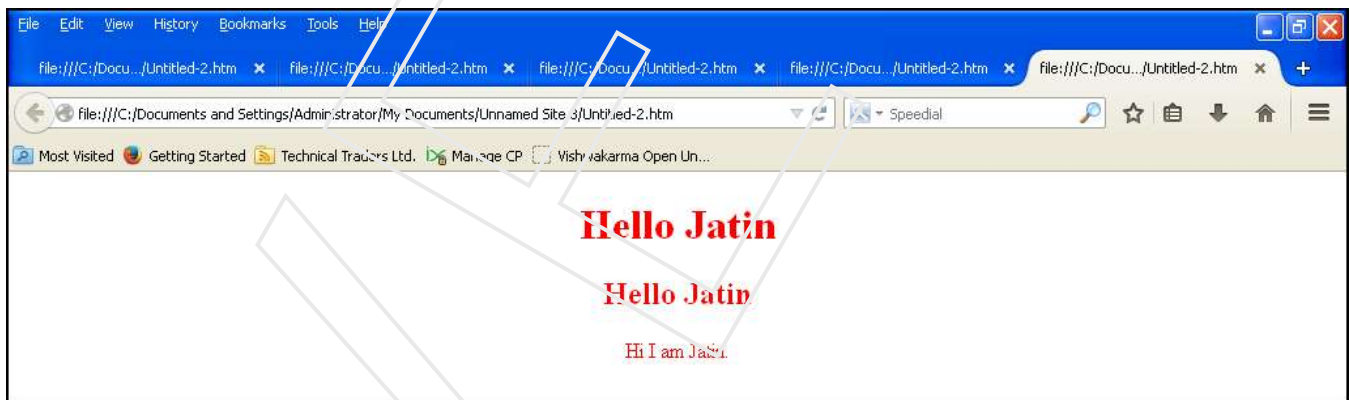 File Edit View History Bookmarks Tools Help
file:///C:/Docu.../Untitled-2.htm file:///C:/Docu.../Untitled-2.htm file:///C:/Docu.../Untitled-2.htm file:///C:/Docu.../Untitled-2.htm file:///C:/Docu.../Untitled-2.htm
file:///C:/Documents and Settings/Administrator/My Documents/Unnamed Site 3/Untitled-2.htm Speedial
Most Visited Getting Started Technical Traders Ltd. Manage CP Vishwakarma Open Un...
Hello Jatin
Hello Jatin
Hi I am Jatin